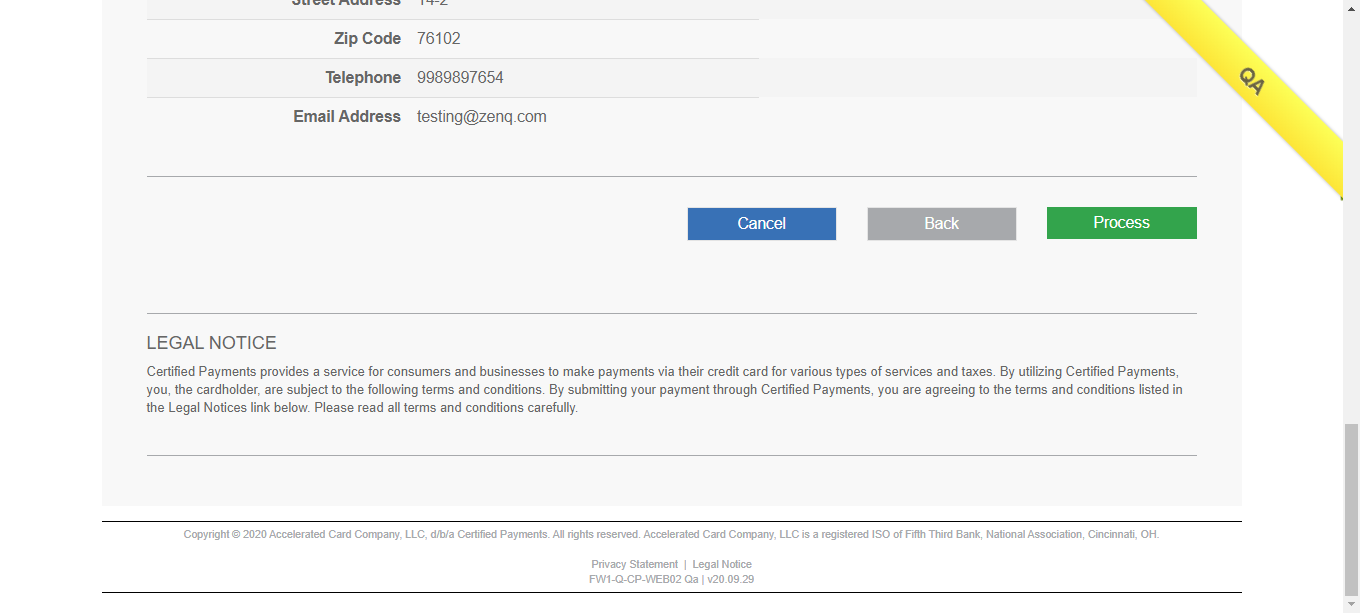 Street Address 14-2
Zip Code 76102
QA
Telephone 9989897654
Email Address testing@zenq.com
Cancel Back Process
LEGAL NOTICE
Certified Payments provides a service for consumers and businesses to make payments via their credit card for various types of services and taxes. By utilizing Certified Payments,
you, the cardholder, are subject to the following terms and conditions. By submitting your payment through Certified Payments, you are agreeing to the terms and conditions listed in
the Legal Notices link below. Please read all terms and conditions carefully.
Copyright © 2020 Accelerated Card Company, LLC, d/b/a Certified Payments. All rights reserved. Accelerated Card Company, LLC is a registered ISO of Fifth Third Bank, National Association, Cincinnati, OH.
Privacy Statement | Legal Notice
FW1-Q-CP-WEB02 Qa | v20.09.29